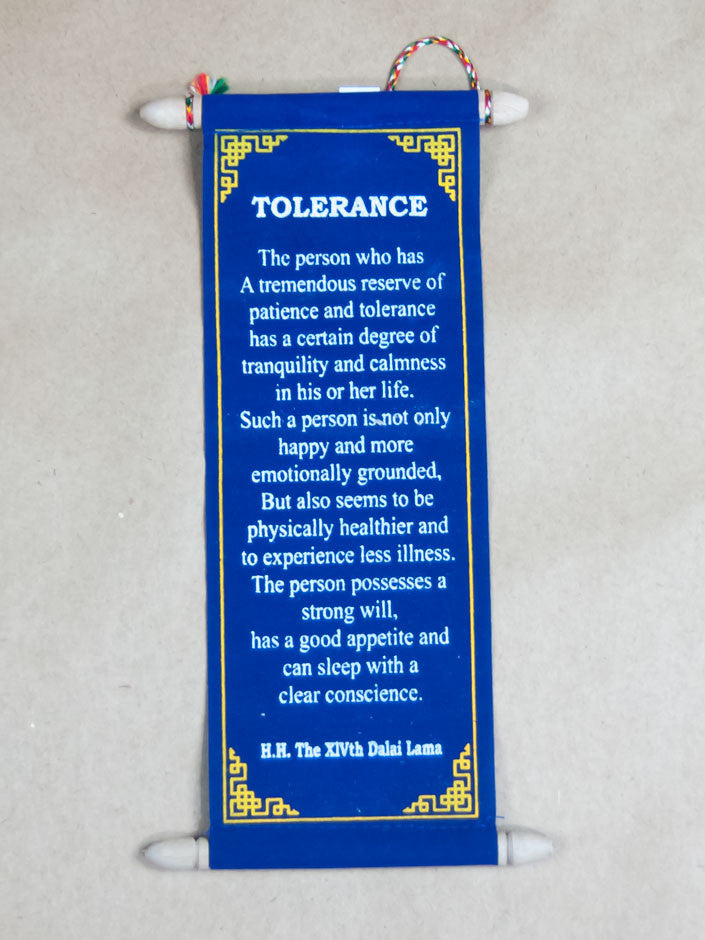 TOLERANCE
The person who has
A tremendous reserve of
patience and tolerance
has a certain degree of
tranquility and calmness
in his or her life.
Such a person is not only
happy and more
emotionally grounded,
But also seems to be
physically healthier and
to experience less illness.
The person possesses a
strong will,
has a good appetite and
can sleep with a
clear conscience.
H.H. The XIVth Dalai Lama